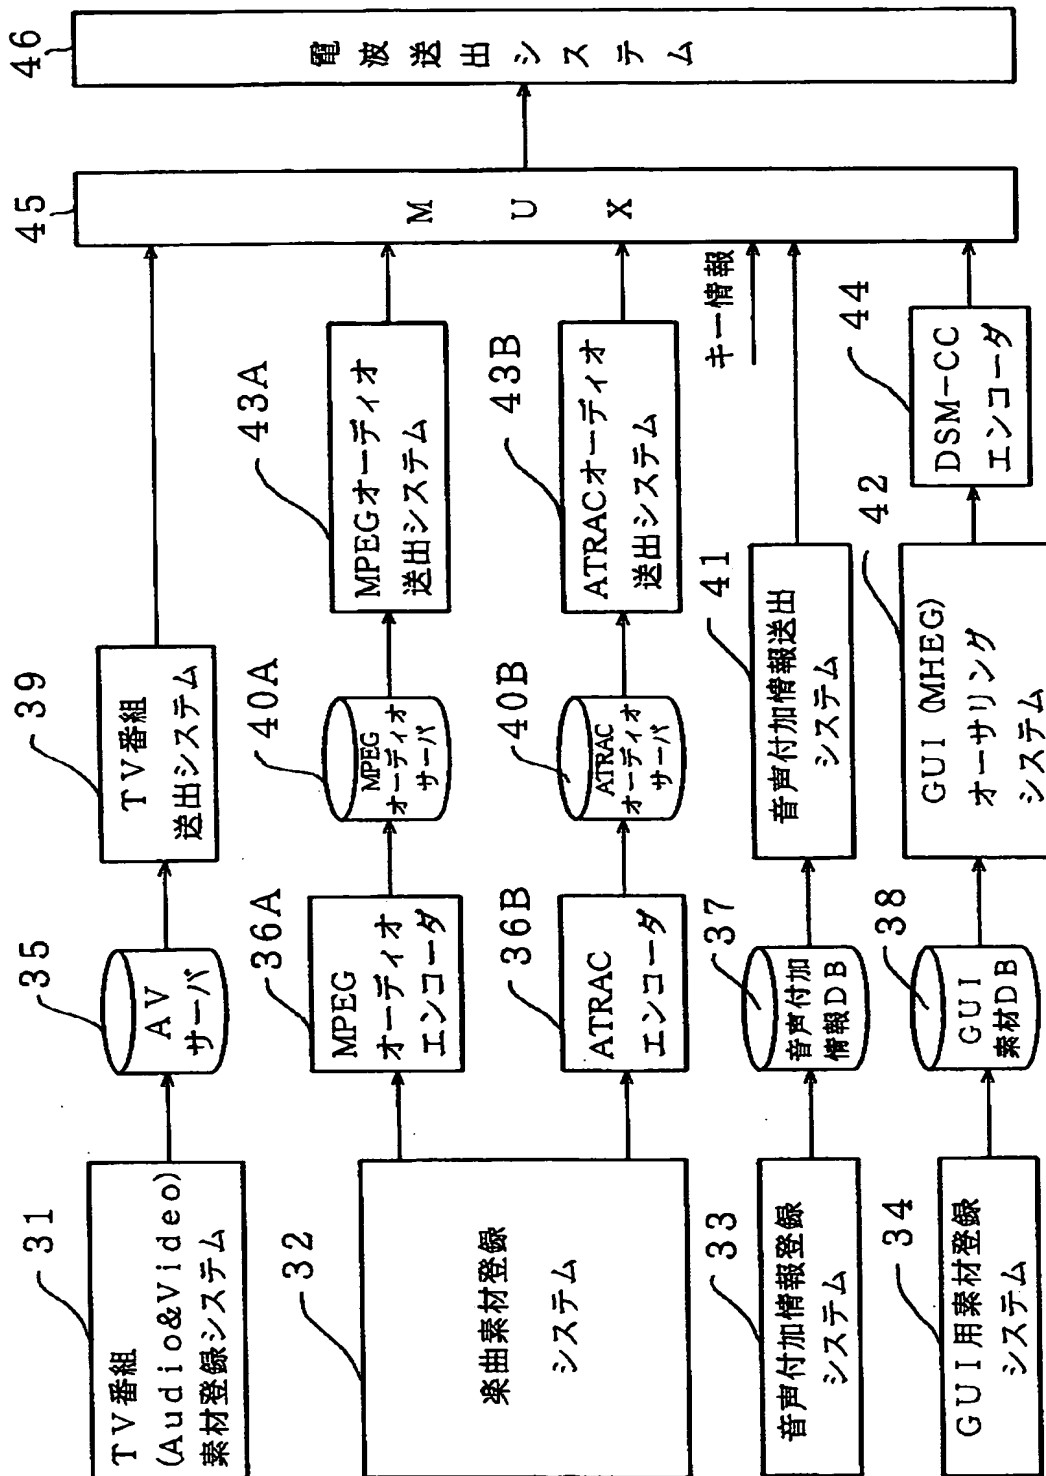 31
TV番組
(Audio&Video)
素材登録システム
35
AV
サーバ
39
TV番組
送出システム
32
楽曲素材登録
システム
36A
MPEG
オーディオ
エンコーダ
40A
MPEG
オーディオ
サーバ
43A
MPEGオーディオ
送出システム
36B
ATRAC
エンコーダ
40B
ATRAC
オーディオ
サーバ
43B
ATRACオーディオ
送出システム
33
音声付加情報登録
システム
37
音声付加
情報DB
41
音声付加情報送出
システム
キー情報
34
GUI用素材登録
システム
38
GUI
素材DB
42
GUI(MHEG)
オーサリング
システム
44
DSM-CC
エンコーダ
45
MUX
46
電波送出システム